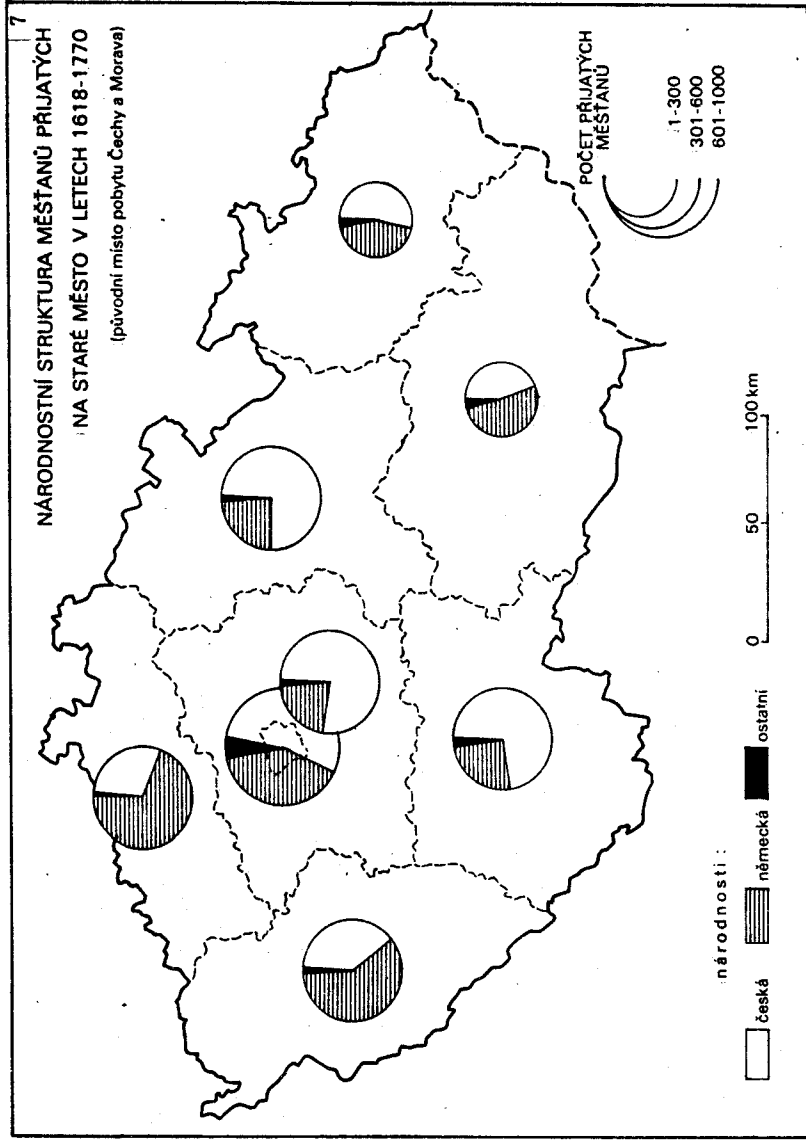 7
NÁRODNOSTNÍ STRUKTURA MĚŠŤANŮ PŘIJATÝCH
NA STARÉ MĚSTO V LETECH 1618-1770
(původní místo pobytu Čechy a Morava)
POČET PŘIJATÝCH
MĚŠŤANŮ
1-300
301-600
601-1000
0 50 100 km
národnosti:
česká německá ostatní